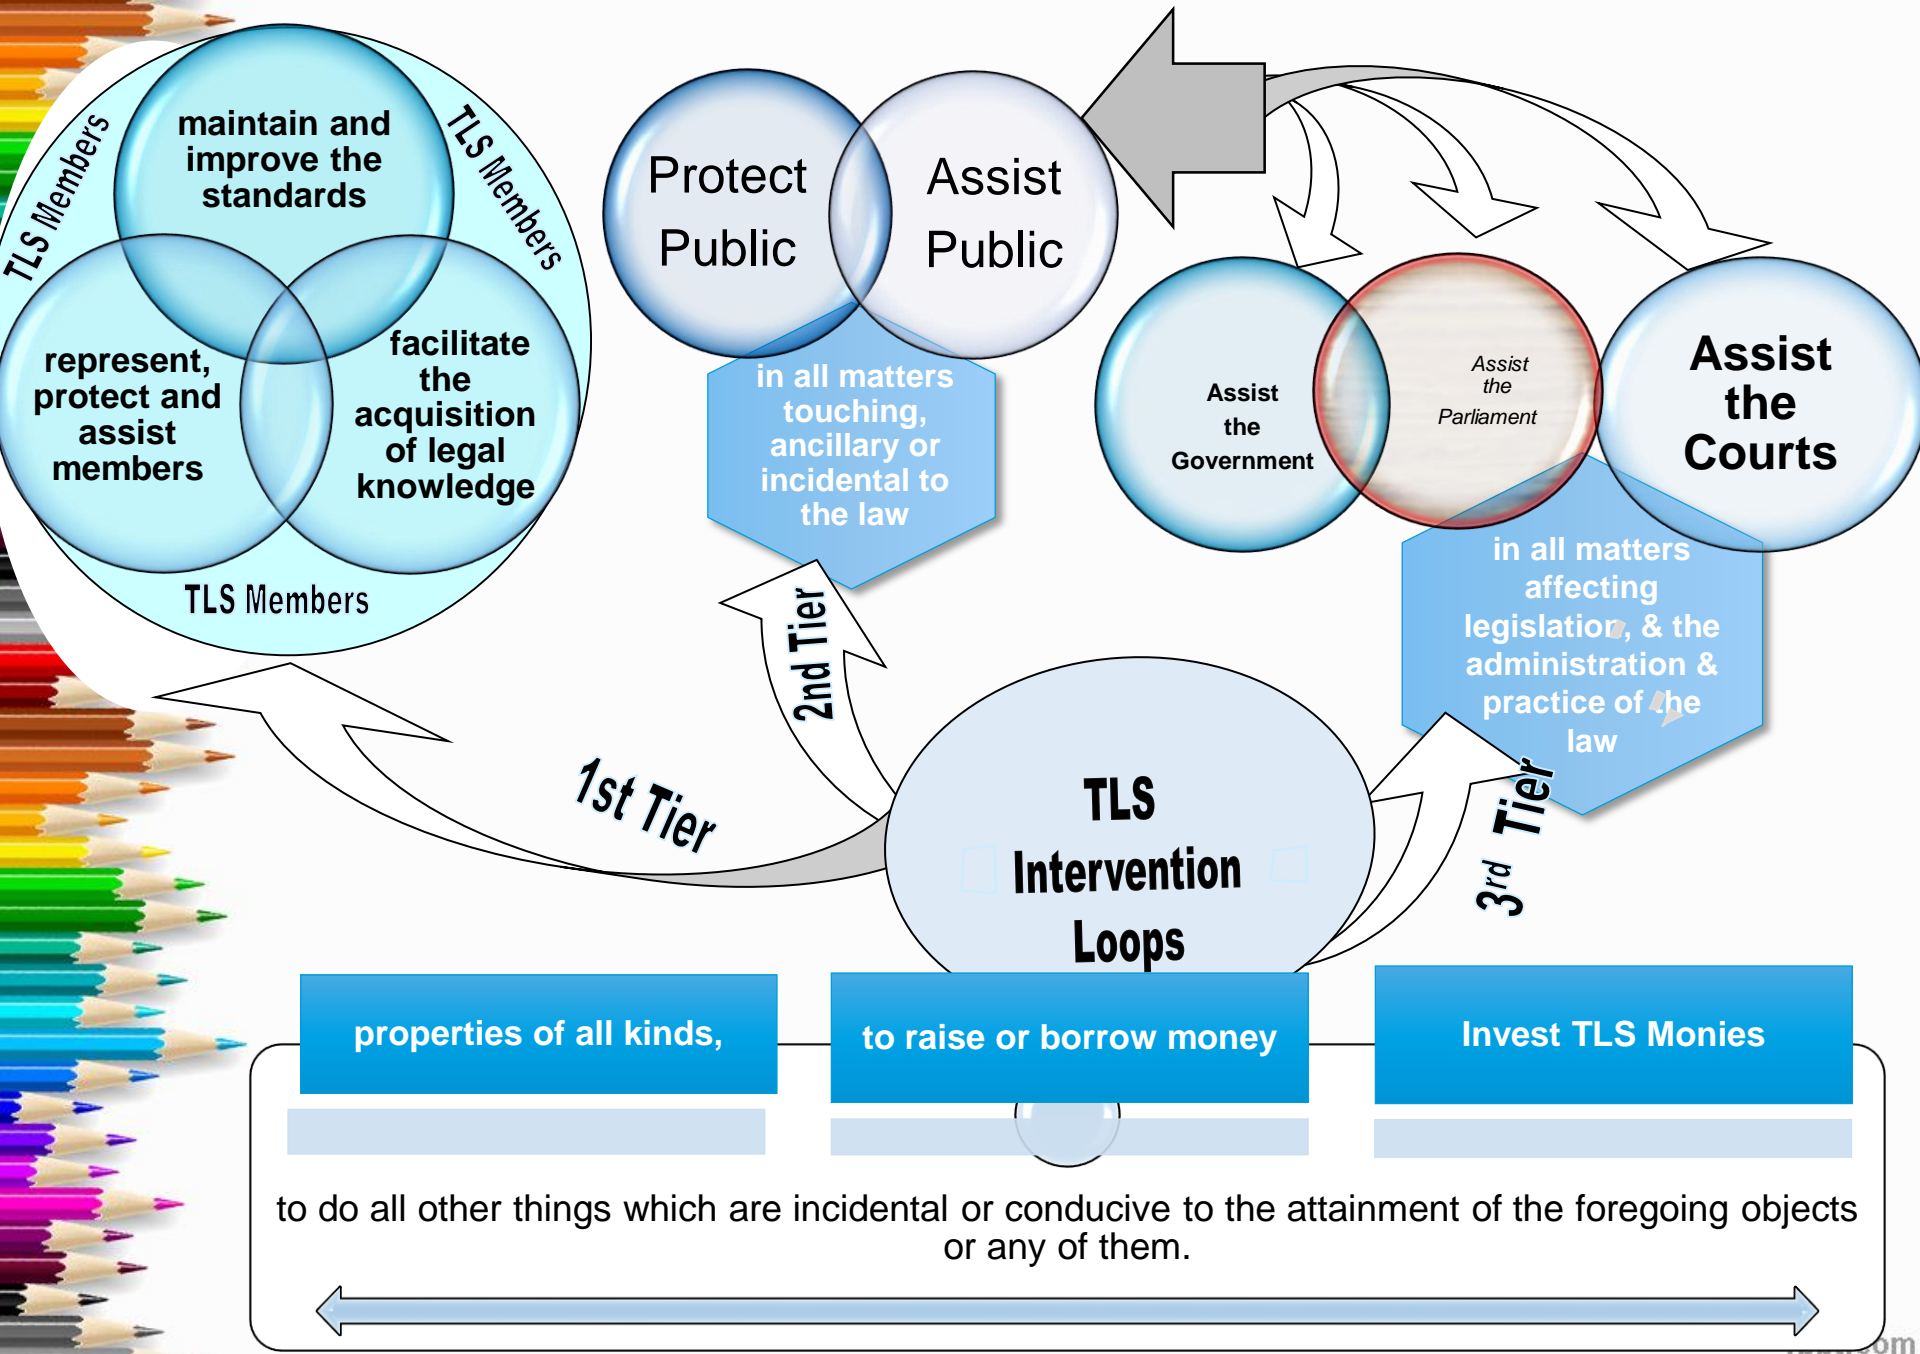 TLS Members
maintain and
improve the
standards
TLS Members
represent,
protect and
assist
members
facilitate
the
acquisition
of legal
knowledge
TLS Members
Protect
Public
Assist
Public
in all matters
touching,
ancillary or
incidental to
the law
Assist
the
Government
Assist
the
Parliament
Assist
the
Courts
in all matters
affecting
legislation, & the
administration &
practice of the
law
1st Tier
2nd Tier
3rd Tier
TLS
Intervention
Loops
properties of all kinds,
to raise or borrow money
Invest TLS Monies
to do all other things which are incidental or conducive to the attainment of the foregoing objects
or any of them.